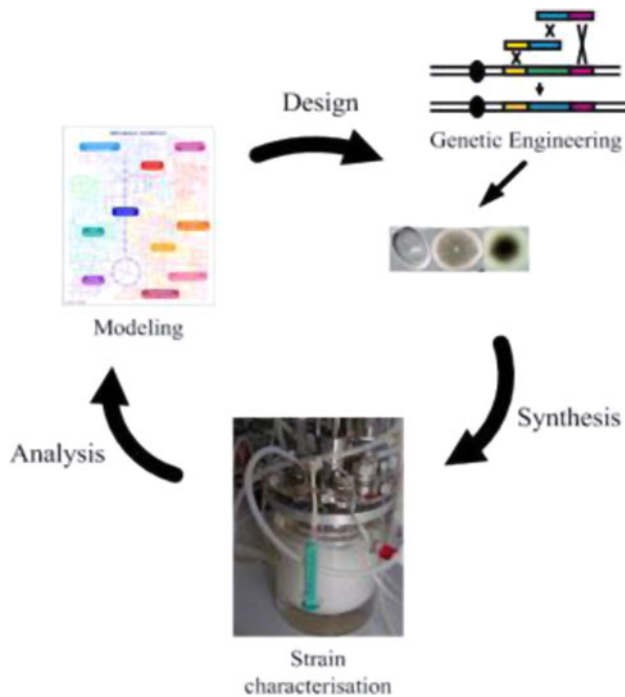 Design
Genetic Engineering
Modeling
Synthesis
Analysis
Strain
characterisation